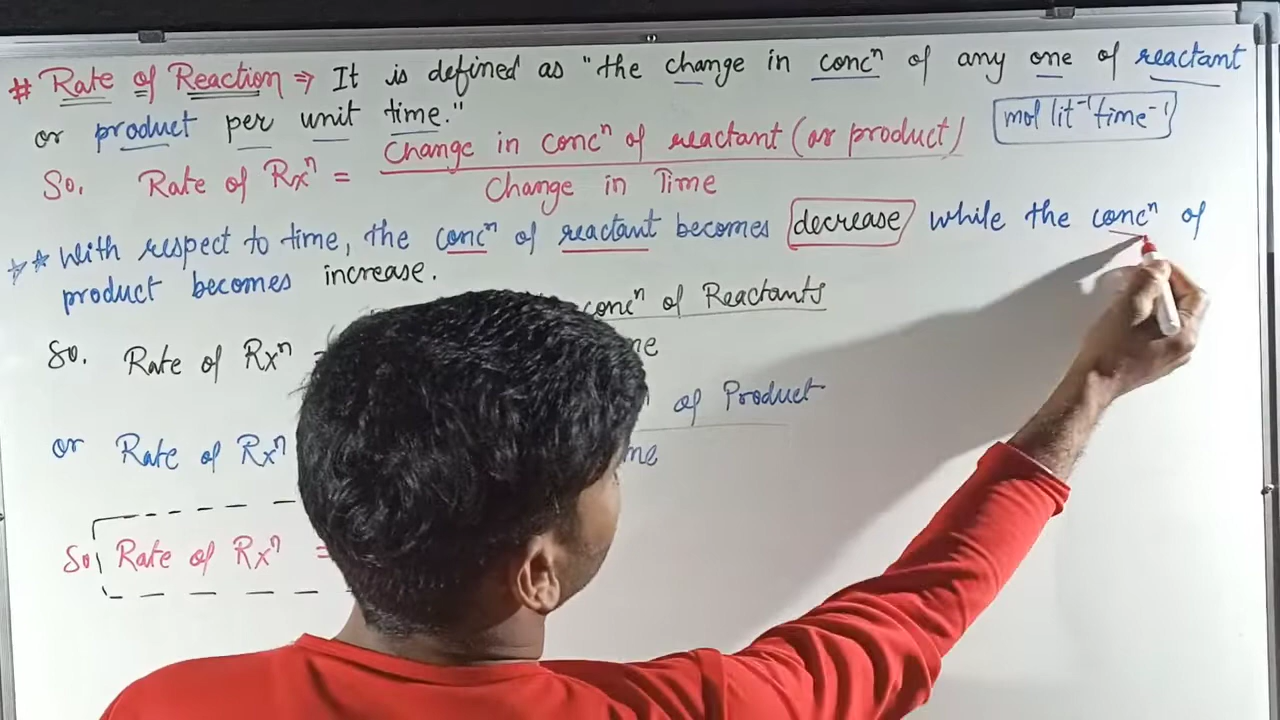 # Rate of Reaction ⇒ It is defined as "the change in concⁿ of any one of reactant
or product per unit time."
mol lit⁻¹ time⁻¹
Change in concⁿ of reactant (or product)
So, Rate of Rxⁿ =
Change in Time
** With respect to time, the concⁿ of reactant becomes decrease while the concⁿ of
product becomes increase.
concⁿ of Reactants
So. Rate of Rxⁿ =
of Product
or Rate of Rxⁿ
So, Rate of Rxⁿ =